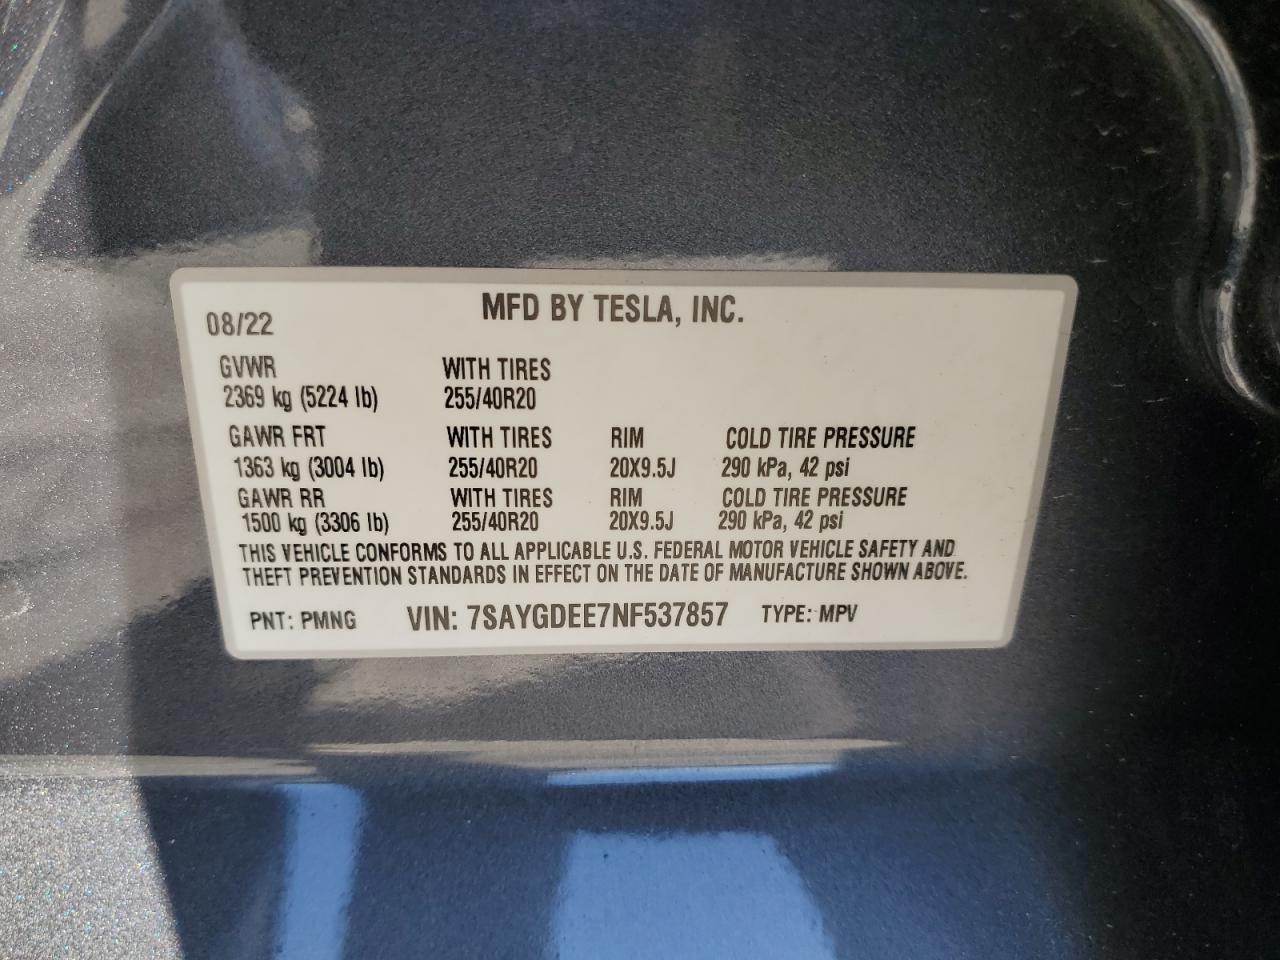 MFD BY TESLA, INC.
08/22
GVWR WITH TIRES
2369 kg (5224 lb) 255/40R20
GAWR FRT WITH TIRES RIM COLD TIRE PRESSURE
1363 kg (3004 lb) 255/40R20 20X9.5J 290 kPa, 42 psi
GAWR RR WITH TIRES RIM COLD TIRE PRESSURE
1500 kg (3306 lb) 255/40R20 20X9.5J 290 kPa, 42 psi
THIS VEHICLE CONFORMS TO ALL APPLICABLE U.S. FEDERAL MOTOR VEHICLE SAFETY AND
THEFT PREVENTION STANDARDS IN EFFECT ON THE DATE OF MANUFACTURE SHOWN ABOVE.
PNT: PMNG VIN: 7SAYGDEE7NF537857 TYPE: MPV